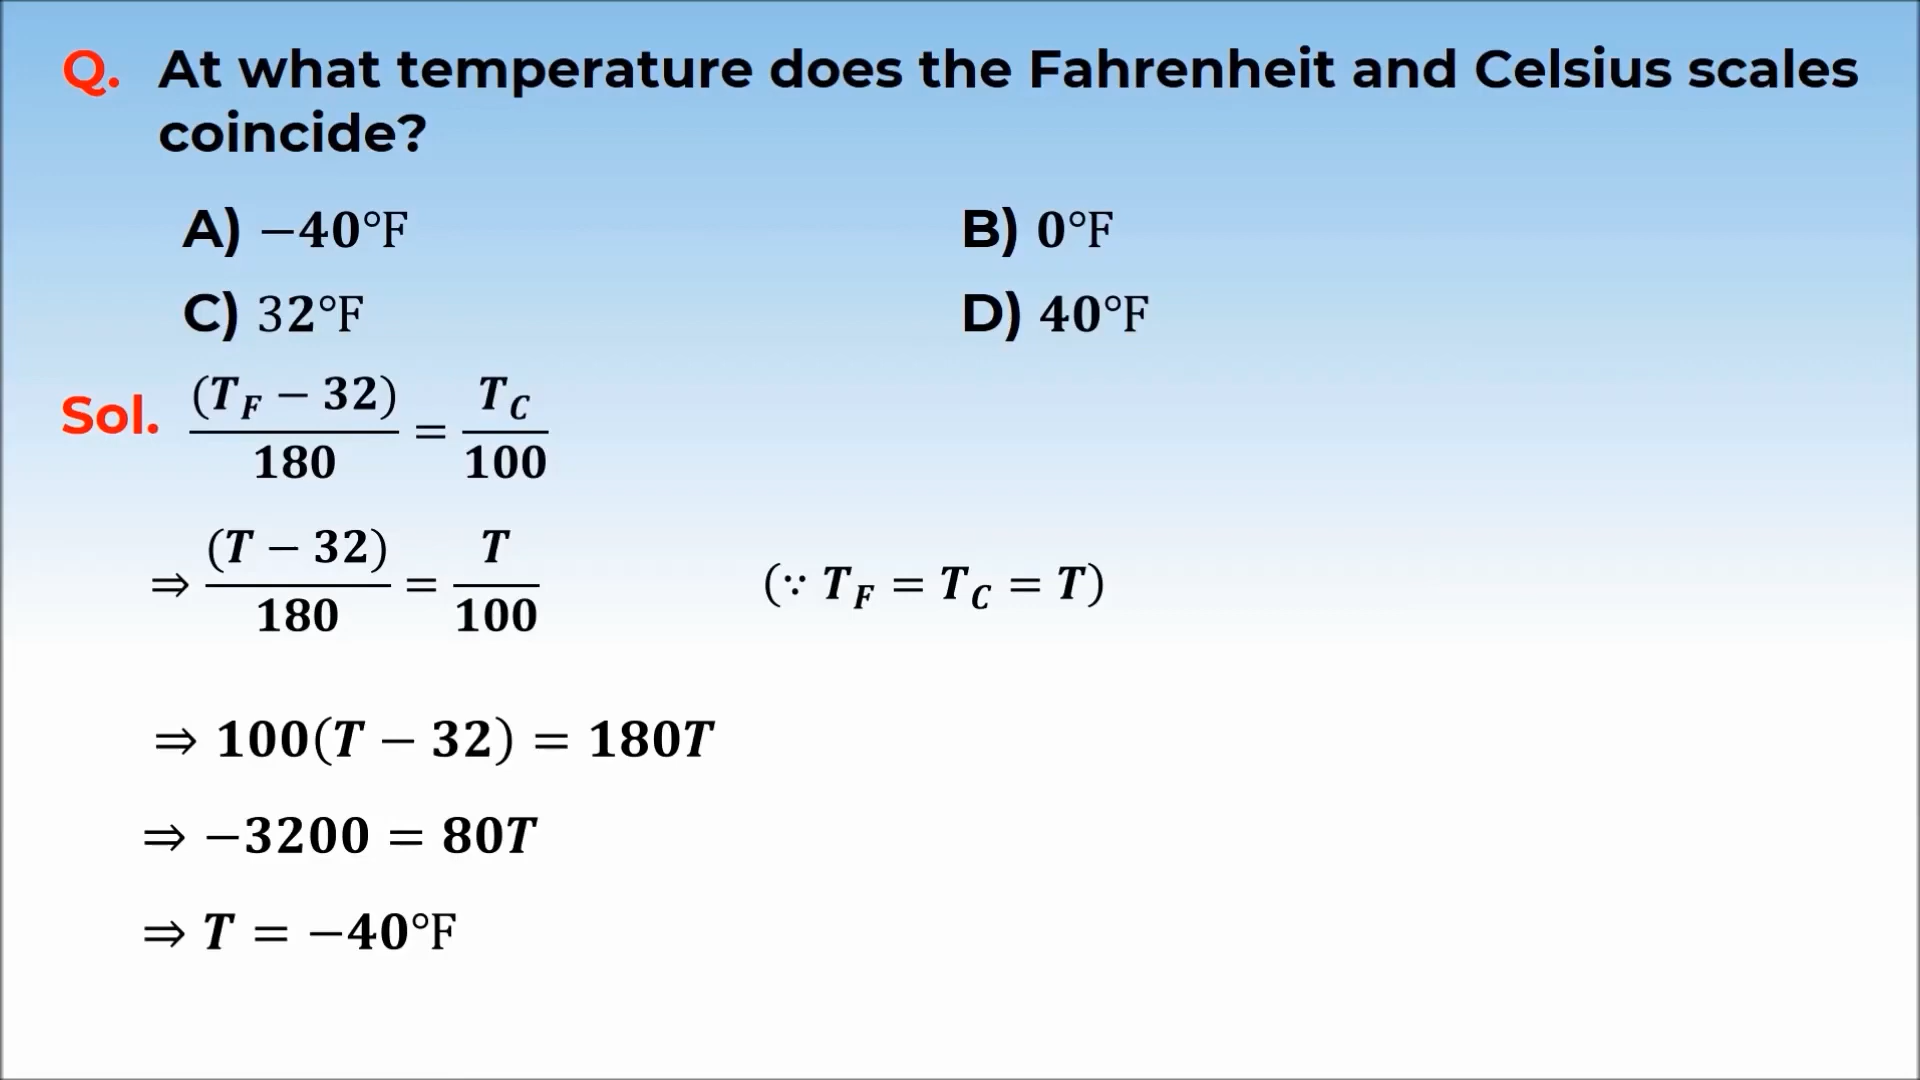 Q. At what temperature does the Fahrenheit and Celsius scales
coincide?
A) −40°F B) 0°F
C) 32°F D) 40°F
Sol. (T_F − 32)/180 = T_C/100
⇒ (T − 32)/180 = T/100 (∵ T_F = T_C = T)
⇒ 100(T − 32) = 180T
⇒ −3200 = 80T
⇒ T = −40°F